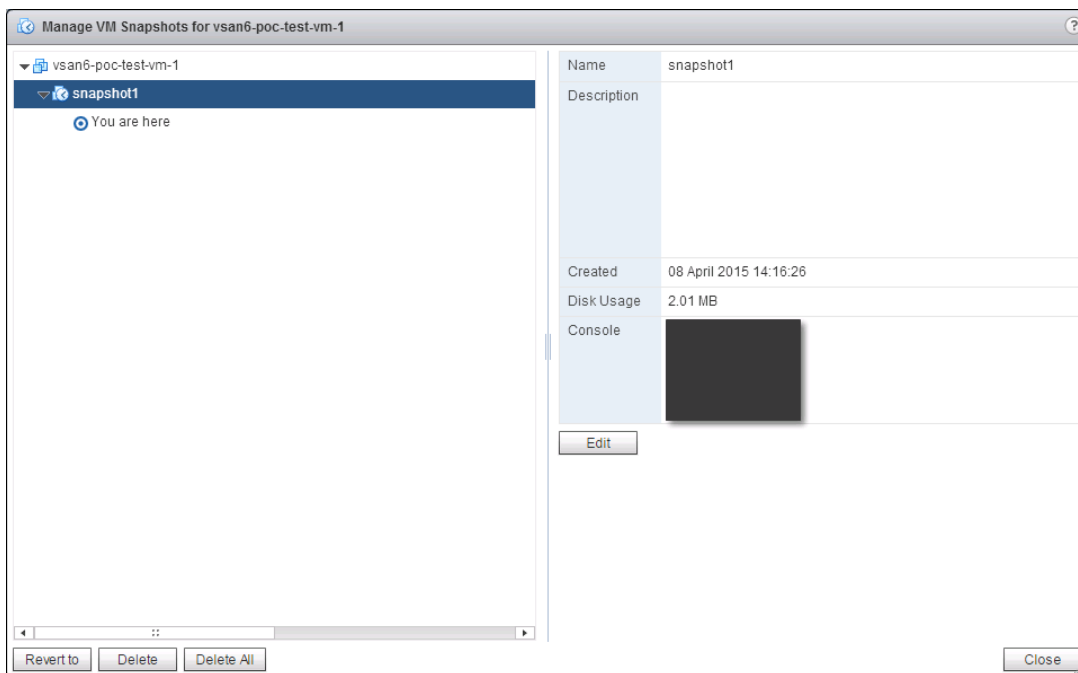 Manage VM Snapshots for vsan6-poc-test-vm-1
?
vsan6-poc-test-vm-1
snapshot1
You are here
Name snapshot1
Description
Created 08 April 2015 14:16:26
Disk Usage 2.01 MB
Console
Edit
Revert to Delete Delete All Close